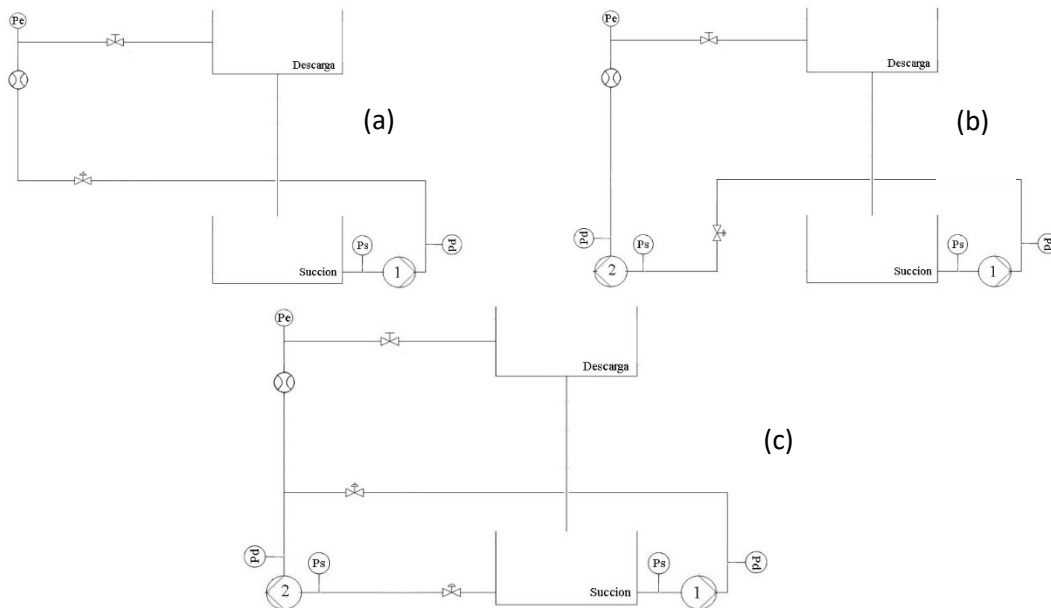 Pe
Descarga
(a)
Ps
Pd
Succion
1
Pe
Descarga
(b)
Pd
Ps
2
Ps
Pd
Succion
1
Pe
Descarga
(c)
Pd
Ps
2
Ps
Pd
Succion
1